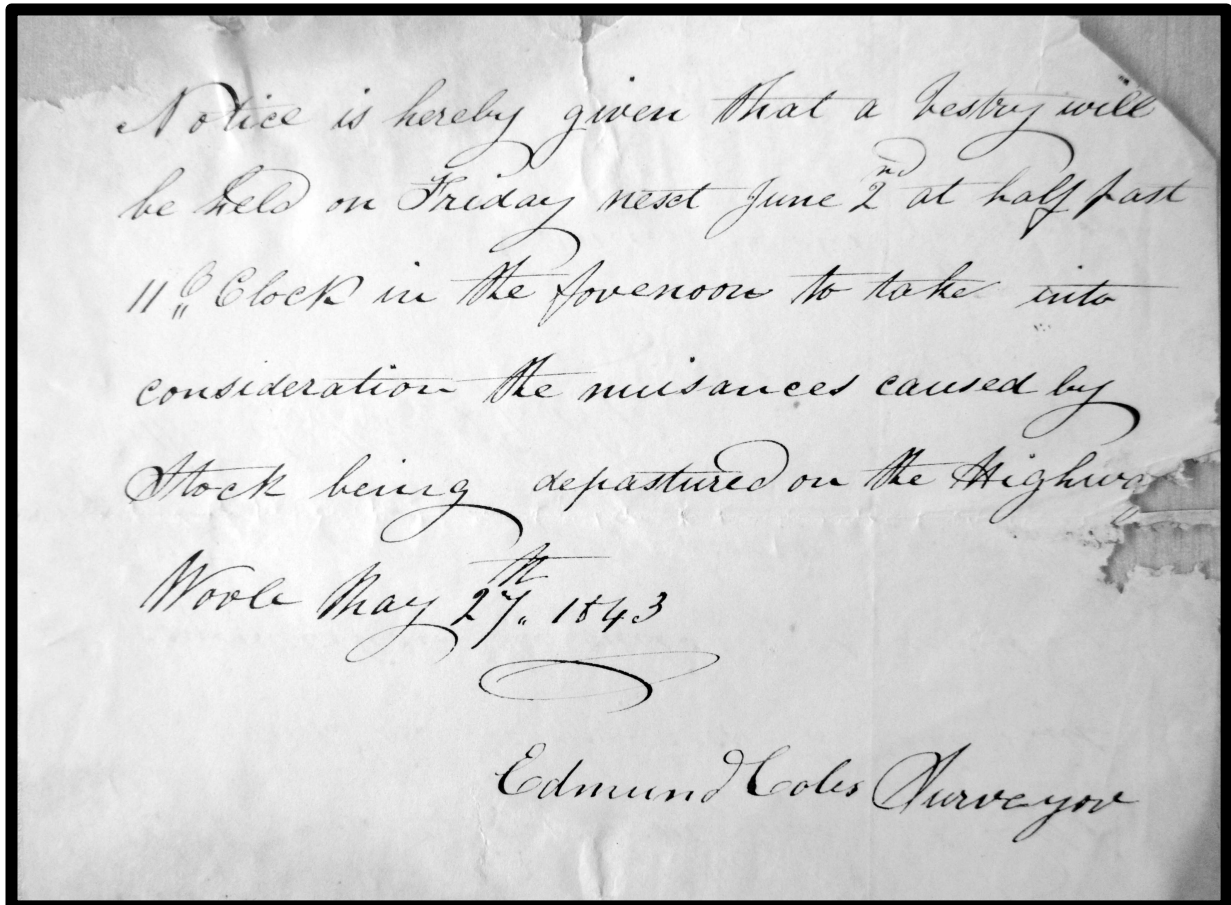 Notice is hereby given that a Vestry will
be held on Friday next June 2nd at half past
11 O Clock in the forenoon to take into
consideration the nuisances caused by
Stock being depastured on the Highwa
Woole May 27th 1843
Edmund Coles Surveyor